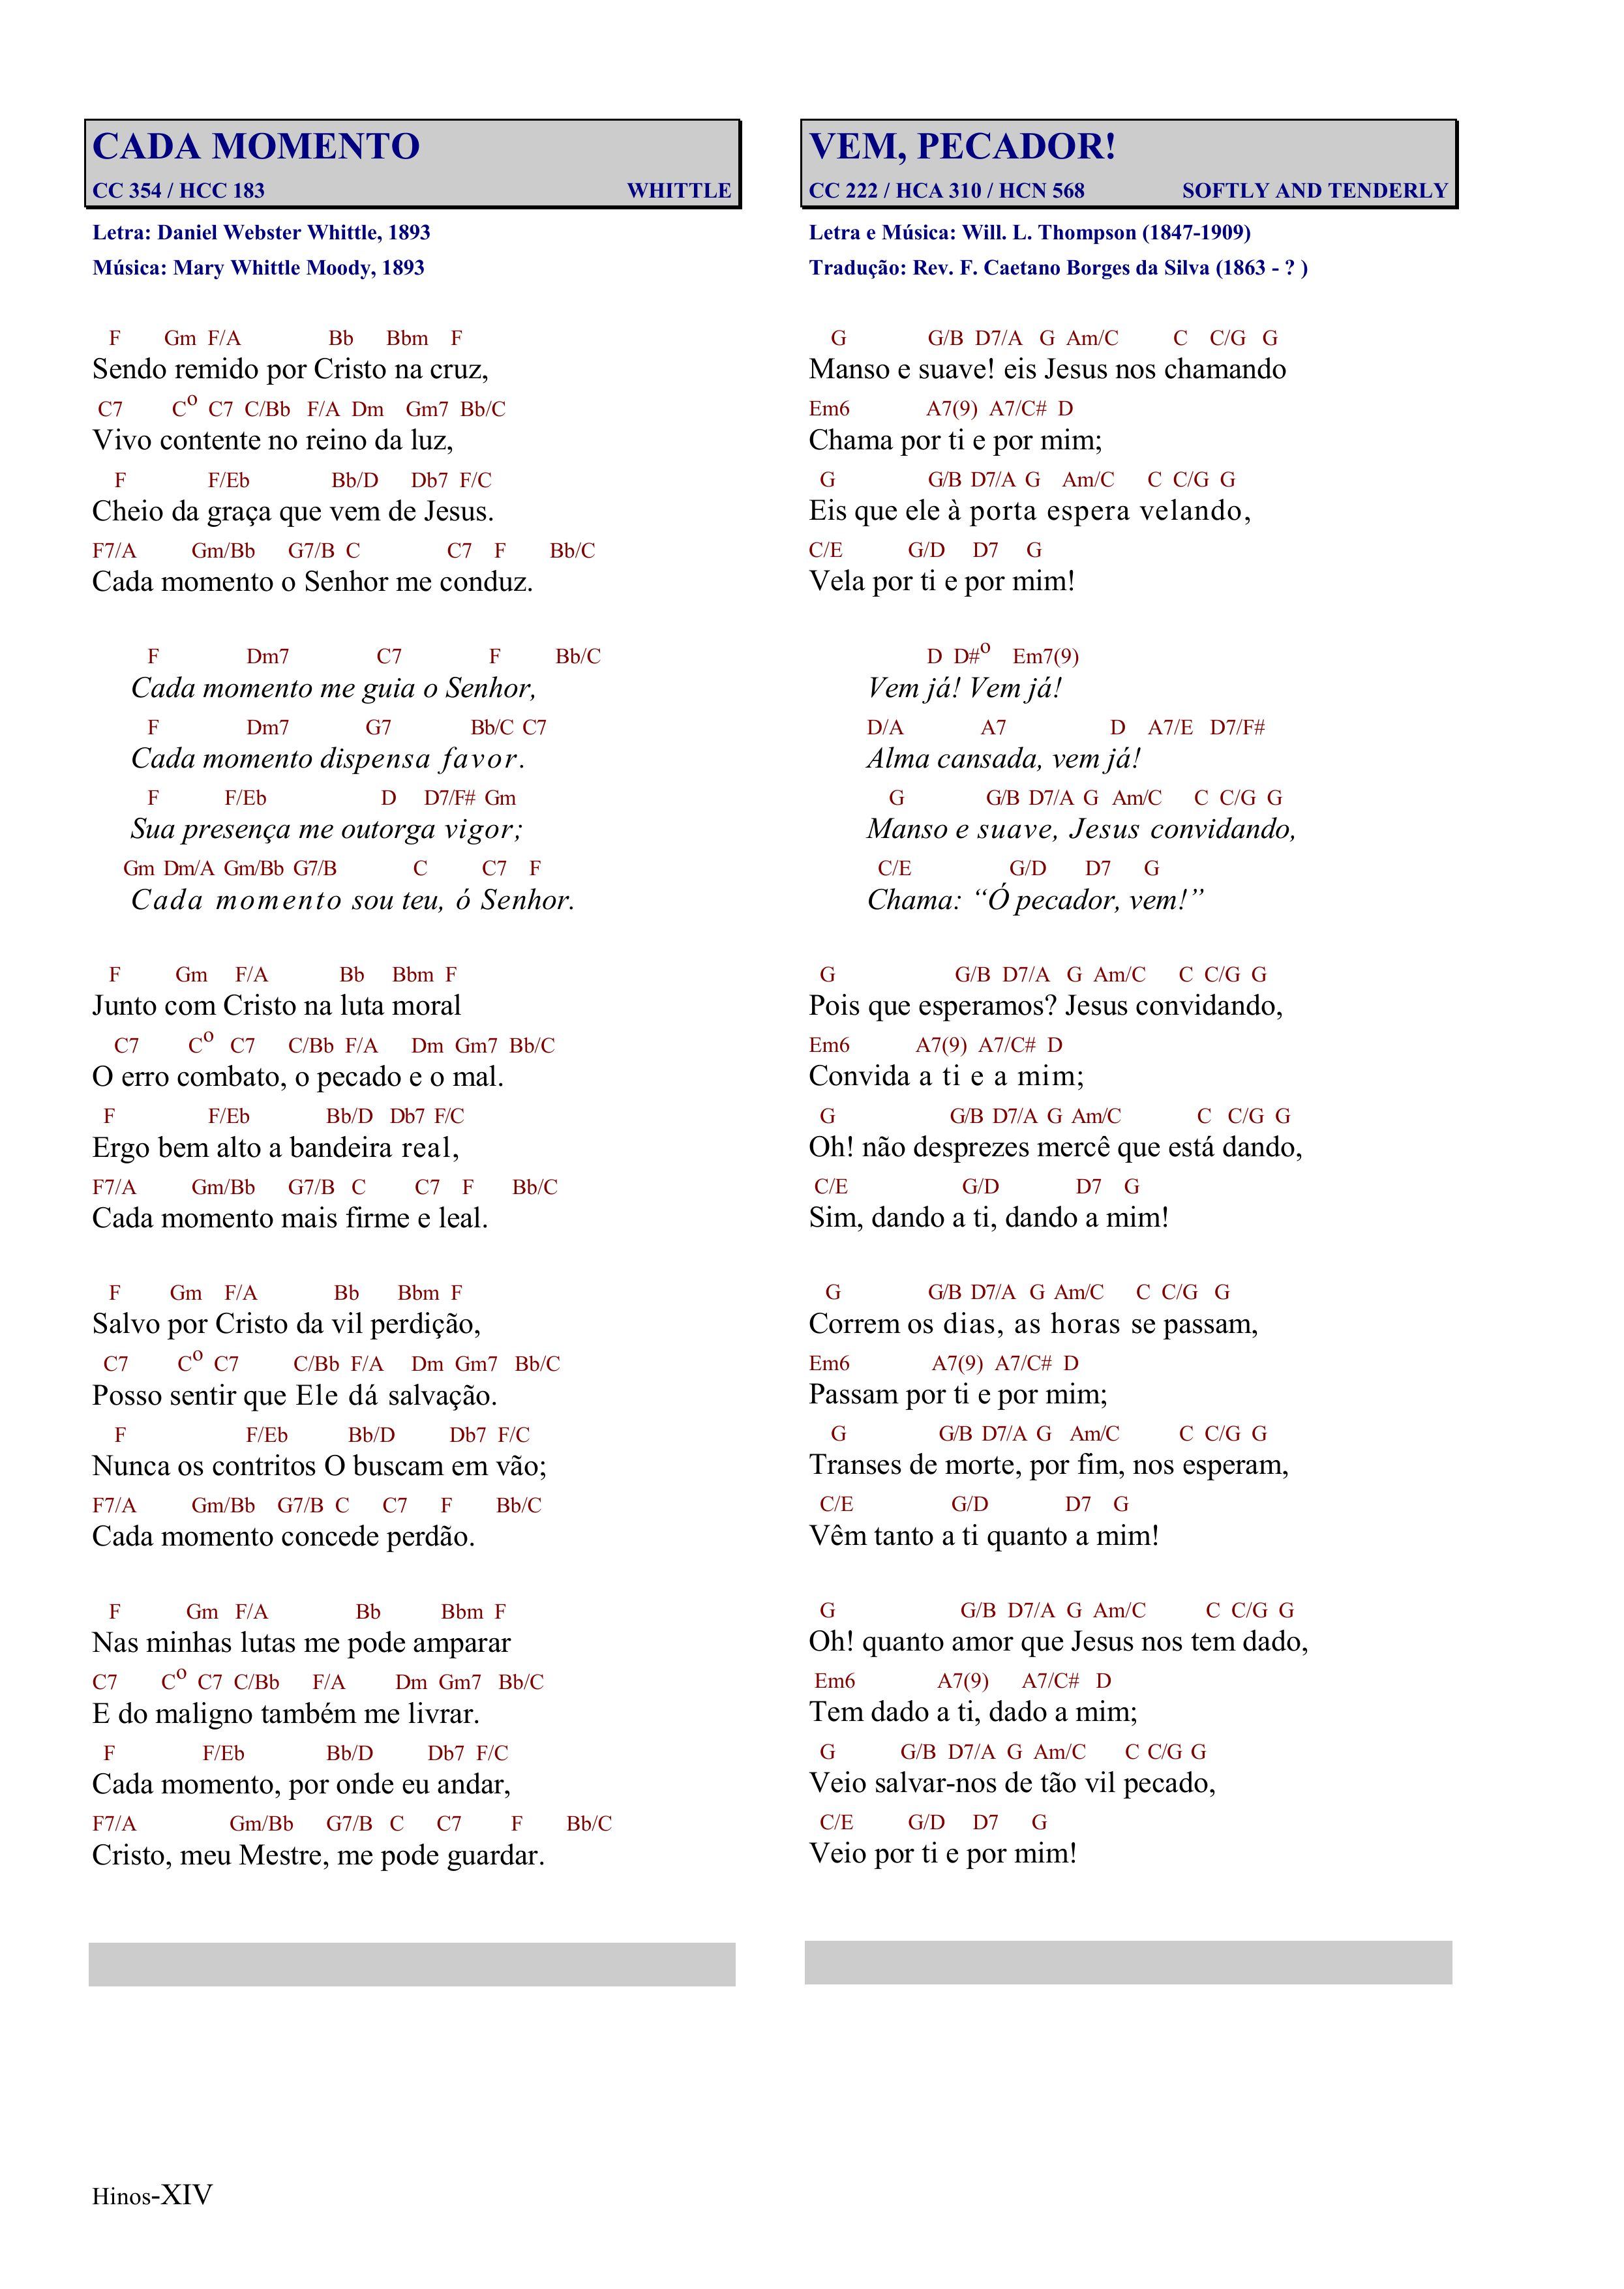 CADA MOMENTO
CC 354 / HCC 183 WHITTLE
Letra: Daniel Webster Whittle, 1893
Música: Mary Whittle Moody, 1893
F Gm F/A Bb Bbm F
Sendo remido por Cristo na cruz,
C7 Cº C7 C/Bb F/A Dm Gm7 Bb/C
Vivo contente no reino da luz,
F F/Eb Bb/D Db7 F/C
Cheio da graça que vem de Jesus.
F7/A Gm/Bb G7/B C C7 F Bb/C
Cada momento o Senhor me conduz.
F Dm7 C7 F Bb/C
Cada momento me guia o Senhor,
F Dm7 G7 Bb/C C7
Cada momento dispensa favor.
F F/Eb D D7/F# Gm
Sua presença me outorga vigor;
Gm Dm/A Gm/Bb G7/B C C7 F
Cada momento sou teu, ó Senhor.
F Gm F/A Bb Bbm F
Junto com Cristo na luta moral
C7 Cº C7 C/Bb F/A Dm Gm7 Bb/C
O erro combato, o pecado e o mal.
F F/Eb Bb/D Db7 F/C
Ergo bem alto a bandeira real,
F7/A Gm/Bb G7/B C C7 F Bb/C
Cada momento mais firme e leal.
F Gm F/A Bb Bbm F
Salvo por Cristo da vil perdição,
C7 Cº C7 C/Bb F/A Dm Gm7 Bb/C
Posso sentir que Ele dá salvação.
F F/Eb Bb/D Db7 F/C
Nunca os contritos O buscam em vão;
F7/A Gm/Bb G7/B C C7 F Bb/C
Cada momento concede perdão.
F Gm F/A Bb Bbm F
Nas minhas lutas me pode amparar
C7 Cº C7 C/Bb F/A Dm Gm7 Bb/C
E do maligno também me livrar.
F F/Eb Bb/D Db7 F/C
Cada momento, por onde eu andar,
F7/A Gm/Bb G7/B C C7 F Bb/C
Cristo, meu Mestre, me pode guardar.
VEM, PECADOR!
CC 222 / HCA 310 / HCN 568 SOFTLY AND TENDERLY
Letra e Música: Will. L. Thompson (1847-1909)
Tradução: Rev. F. Caetano Borges da Silva (1863 - ? )
G G/B D7/A G Am/C C C/G G
Manso e suave! eis Jesus nos chamando
Em6 A7(9) A7/C# D
Chama por ti e por mim;
G G/B D7/A G Am/C C C/G G
Eis que ele à porta espera velando,
C/E G/D D7 G
Vela por ti e por mim!
D D#º Em7(9)
Vem já! Vem já!
D/A A7 D A7/E D7/F#
Alma cansada, vem já!
G G/B D7/A G Am/C C C/G G
Manso e suave, Jesus convidando,
C/E G/D D7 G
Chama: “Ó pecador, vem!”
G G/B D7/A G Am/C C C/G G
Pois que esperamos? Jesus convidando,
Em6 A7(9) A7/C# D
Convida a ti e a mim;
G G/B D7/A G Am/C C C/G G
Oh! não desprezes mercê que está dando,
C/E G/D D7 G
Sim, dando a ti, dando a mim!
G G/B D7/A G Am/C C C/G G
Correm os dias, as horas se passam,
Em6 A7(9) A7/C# D
Passam por ti e por mim;
G G/B D7/A G Am/C C C/G G
Transes de morte, por fim, nos esperam,
C/E G/D D7 G
Vêm tanto a ti quanto a mim!
G G/B D7/A G Am/C C C/G G
Oh! quanto amor que Jesus nos tem dado,
Em6 A7(9) A7/C# D
Tem dado a ti, dado a mim;
G G/B D7/A G Am/C C C/G G
Veio salvar-nos de tão vil pecado,
C/E G/D D7 G
Veio por ti e por mim!
Hinos-XIV